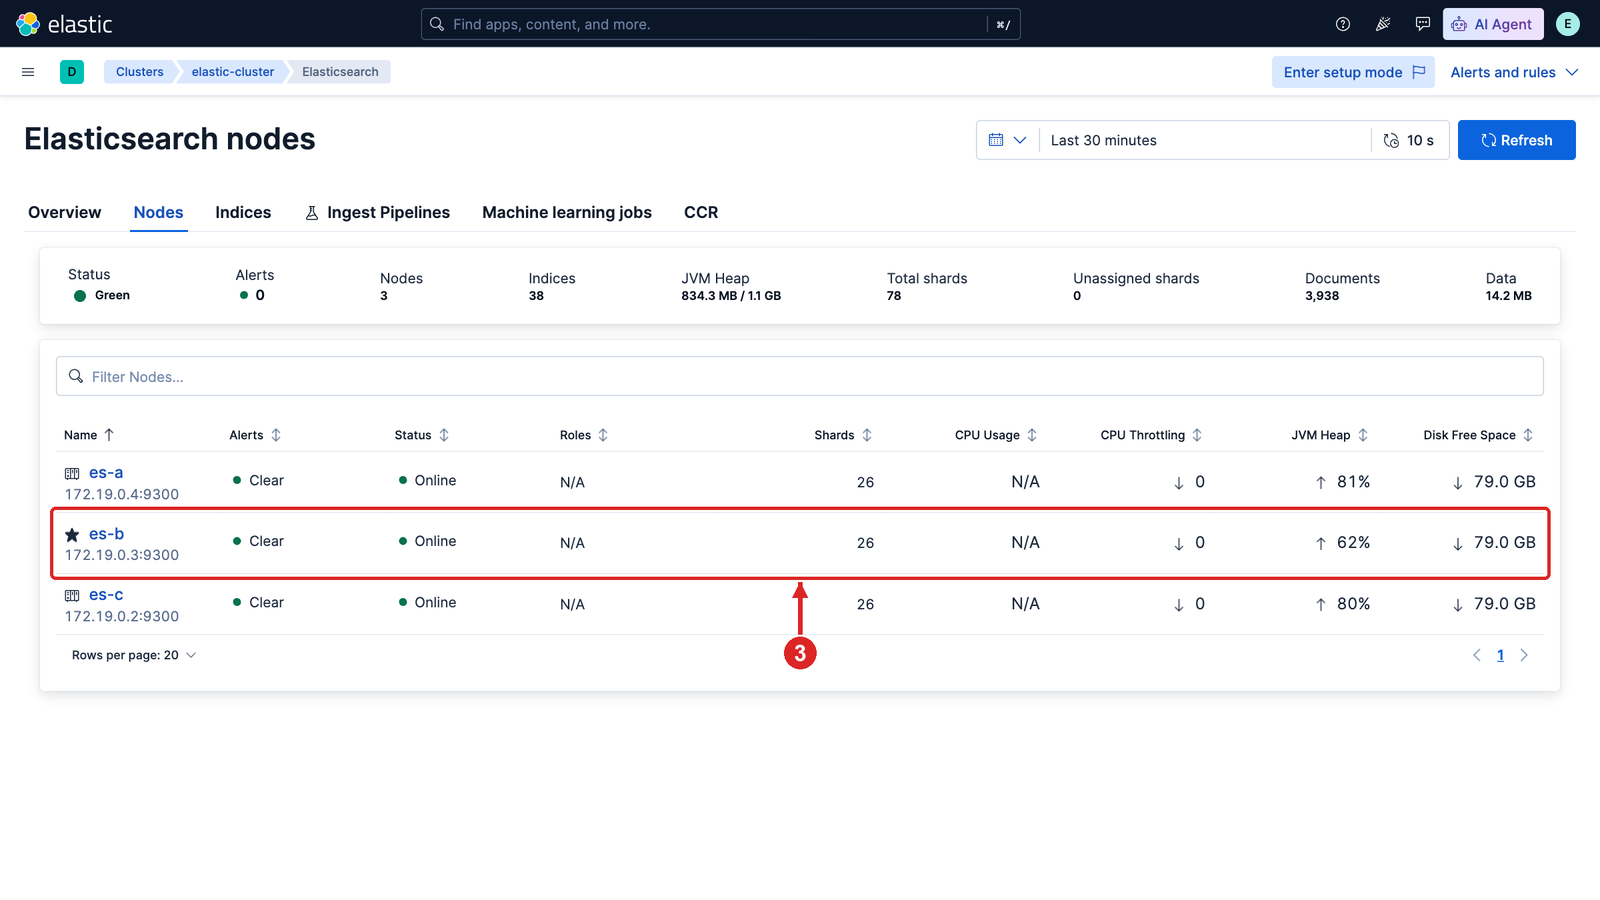 elastic
Find apps, content, and more.
⌘/
AI Agent
E
D
Clusters
elastic-cluster
Elasticsearch
Enter setup mode
Alerts and rules
Elasticsearch nodes
Last 30 minutes
10 s
Refresh
Overview
Nodes
Indices
Ingest Pipelines
Machine learning jobs
CCR
Status
Green
Alerts
0
Nodes
3
Indices
38
JVM Heap
834.3 MB / 1.1 GB
Total shards
78
Unassigned shards
0
Documents
3,938
Data
14.2 MB
Filter Nodes...
Name Alerts Status Roles Shards CPU Usage CPU Throttling JVM Heap Disk Free Space
es-a Clear Online N/A 26 N/A 0 81% 79.0 GB
172.19.0.4:9300
es-b Clear Online N/A 26 N/A 0 62% 79.0 GB
172.19.0.3:9300
es-c Clear Online N/A 26 N/A 0 80% 79.0 GB
172.19.0.2:9300
Rows per page: 20
1
3